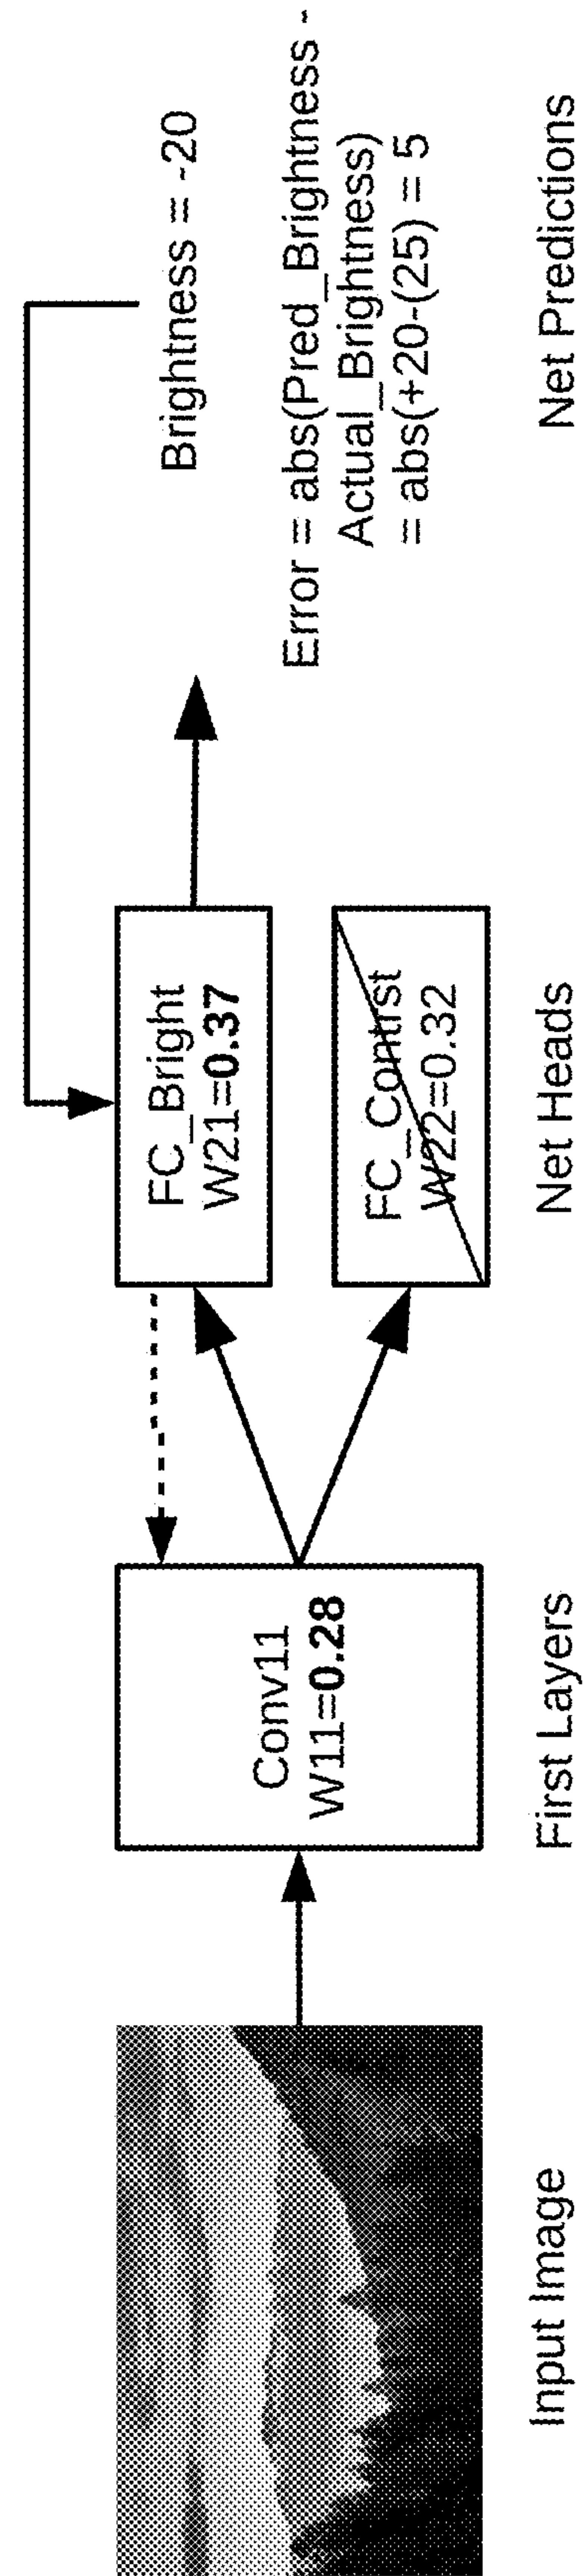 Input Image
Conv11
W11=0.28
First Layers
FC_Bright
W21=0.37
FC_Contrst
W22=0.32
Net Heads
Brightness = -20
Error = abs(Pred_Brightness -
Actual_Brightness)
= abs(+20-(25) = 5
Net Predictions